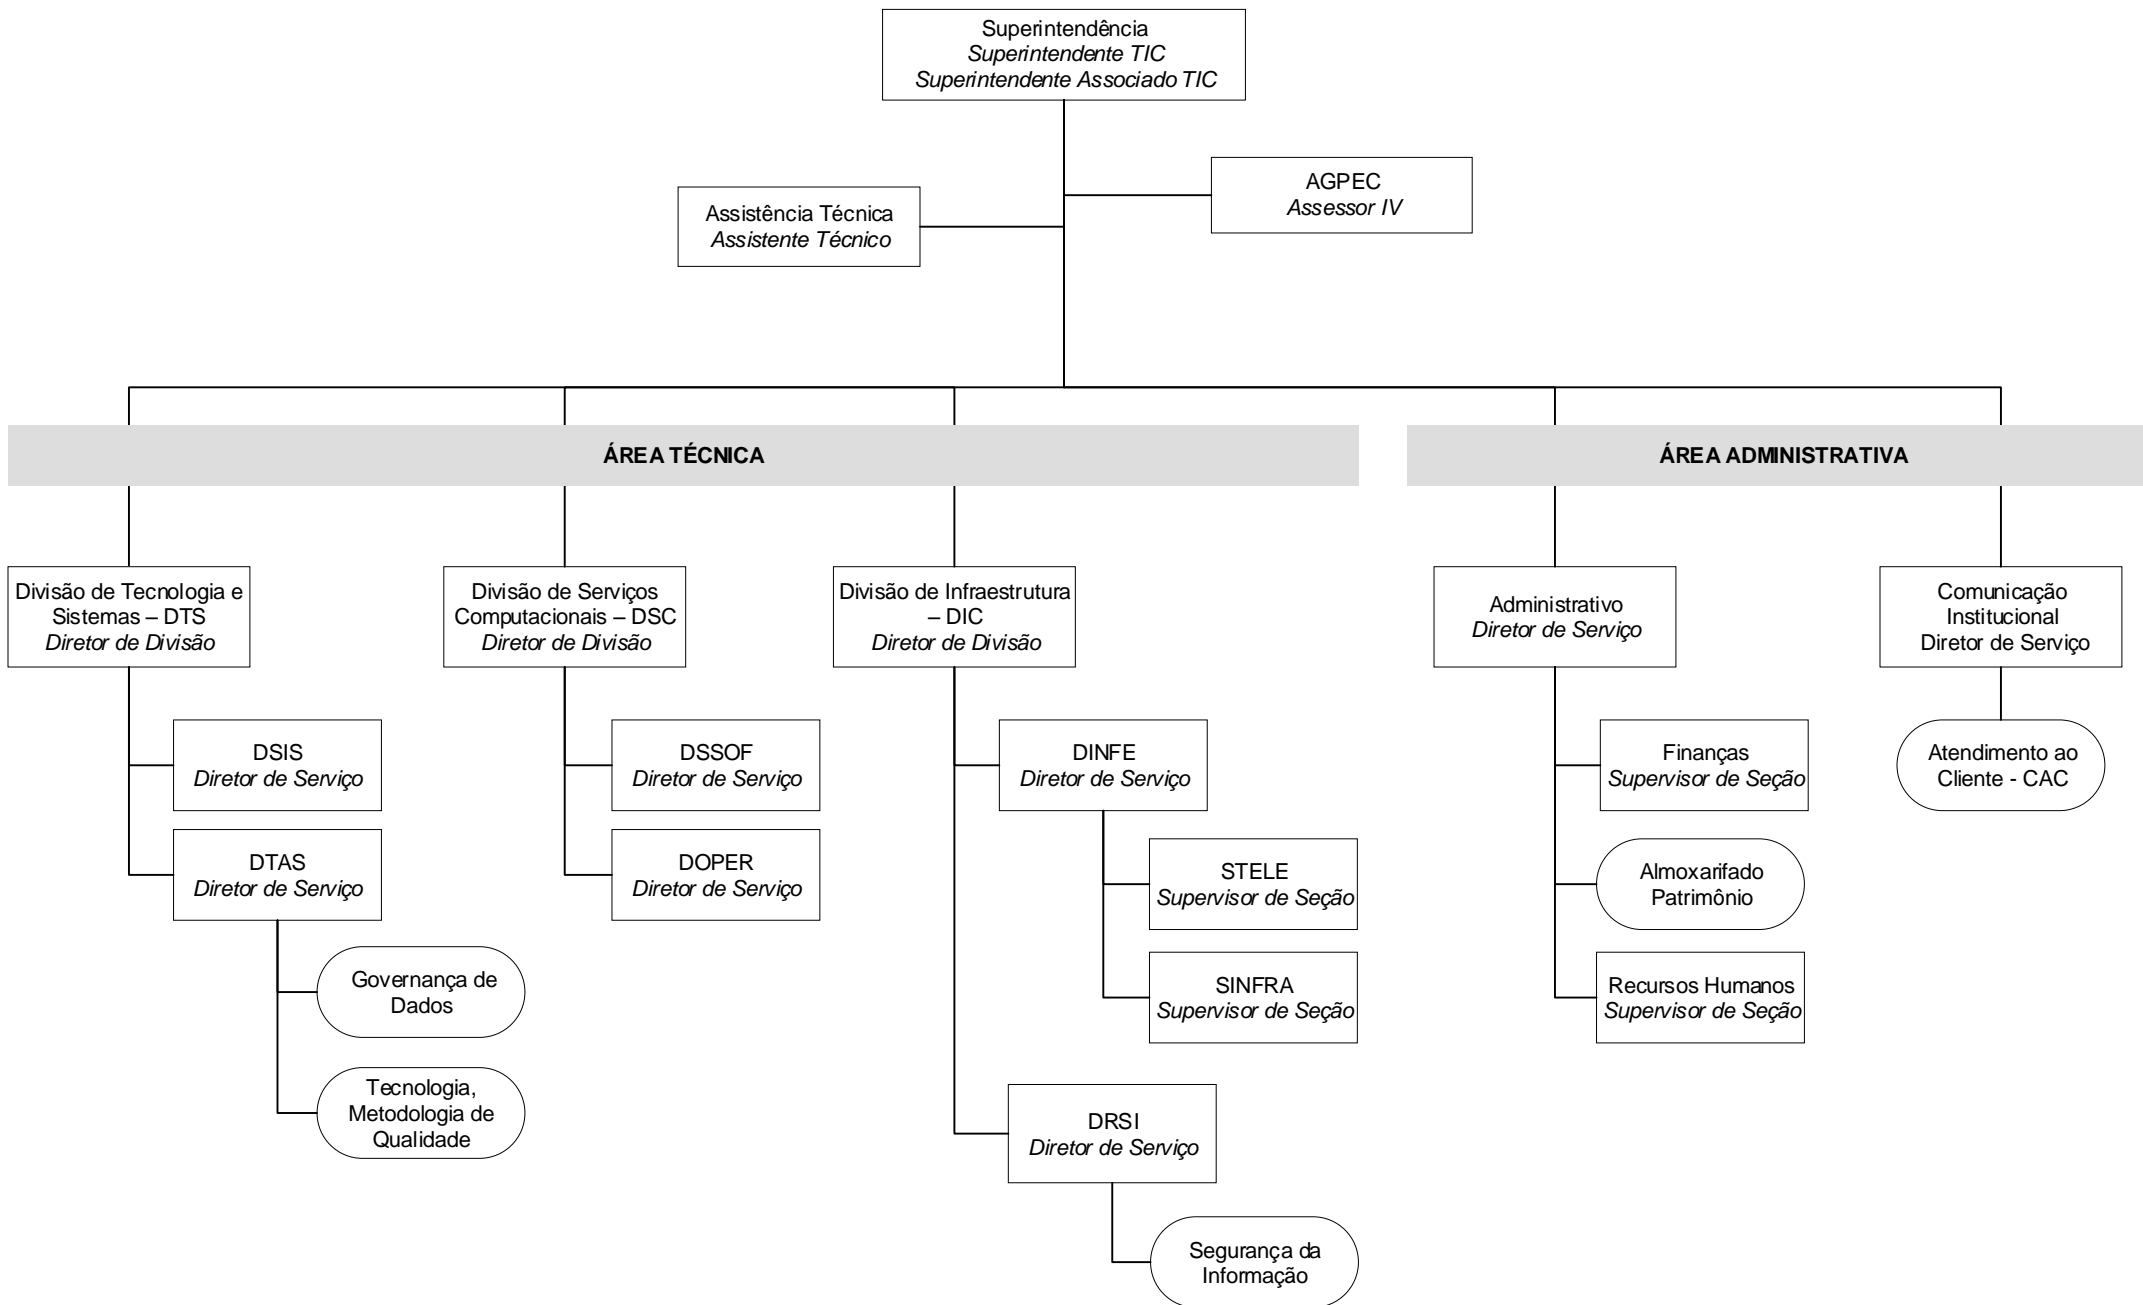 Superintendência
Superintendente TIC
Superintendente Associado TIC
AGPEC
Assessor IV
Assistência Técnica
Assistente Técnico
ÁREA TÉCNICA
ÁREA ADMINISTRATIVA
Divisão de Tecnologia e
Sistemas – DTS
Diretor de Divisão
Divisão de Serviços
Computacionais – DSC
Diretor de Divisão
Divisão de Infraestrutura
– DIC
Diretor de Divisão
Administrativo
Diretor de Serviço
Comunicação
Institucional
Diretor de Serviço
DSIS
Diretor de Serviço
DSSOF
Diretor de Serviço
DINFE
Diretor de Serviço
Finanças
Supervisor de Seção
Atendimento ao
Cliente - CAC
DTAS
Diretor de Serviço
DOPER
Diretor de Serviço
STELE
Supervisor de Seção
Almoxarifado
Patrimônio
Governança de
Dados
SINFRA
Supervisor de Seção
Recursos Humanos
Supervisor de Seção
Tecnologia,
Metodologia de
Qualidade
DRSI
Diretor de Serviço
Segurança da
Informação